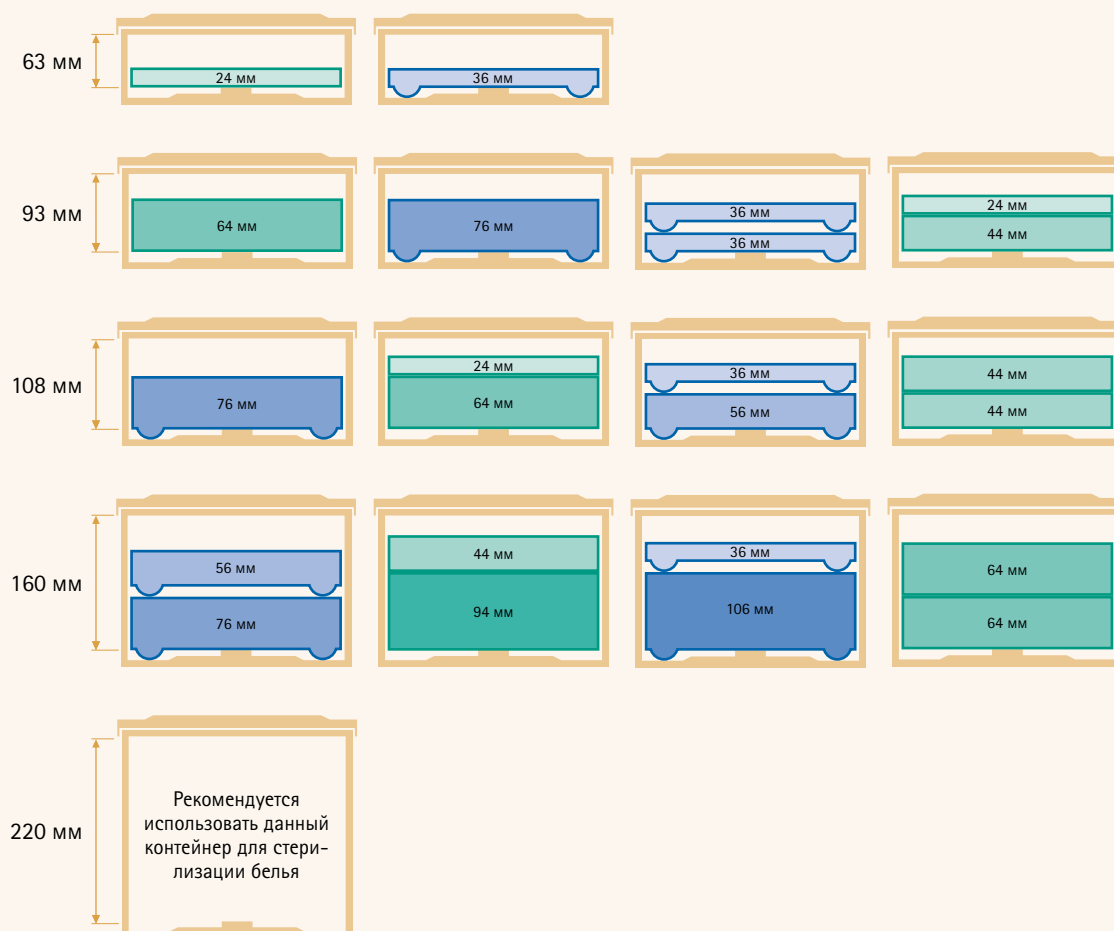 63 мм
24 мм
36 мм
93 мм
64 мм
76 мм
36 мм
36 мм
24 мм
44 мм
108 мм
76 мм
24 мм
64 мм
36 мм
56 мм
44 мм
44 мм
160 мм
56 мм
76 мм
44 мм
94 мм
36 мм
106 мм
64 мм
64 мм
220 мм
Рекомендуется
использовать данный
контейнер для стери-
лизации белья